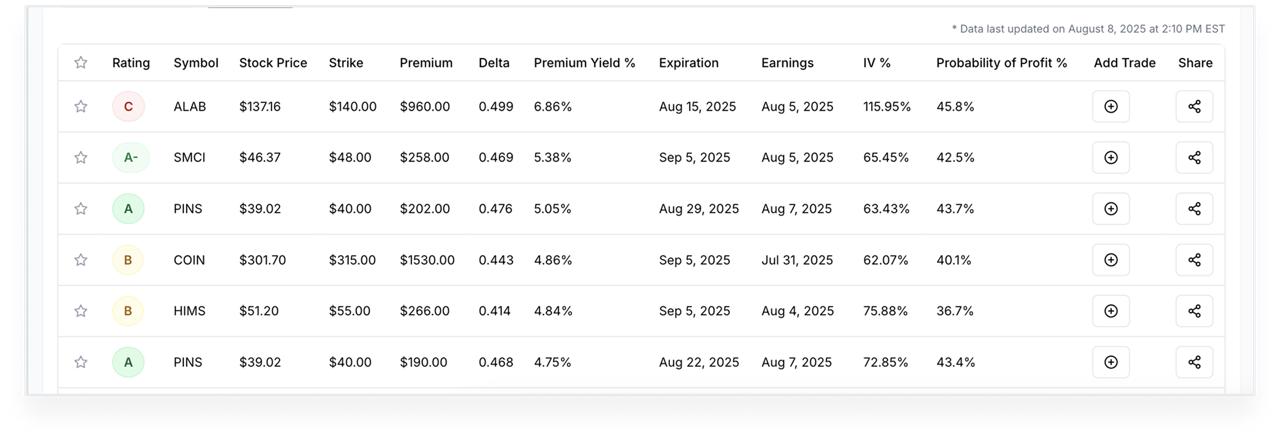 * Data last updated on August 8, 2025 at 2:10 PM EST
Rating Symbol Stock Price Strike Premium Delta Premium Yield % Expiration Earnings IV % Probability of Profit % Add Trade Share
C ALAB $137.16 $140.00 $960.00 0.499 6.86% Aug 15, 2025 Aug 5, 2025 115.95% 45.8%
A- SMCI $46.37 $48.00 $258.00 0.469 5.38% Sep 5, 2025 Aug 5, 2025 65.45% 42.5%
A PINS $39.02 $40.00 $202.00 0.476 5.05% Aug 29, 2025 Aug 7, 2025 63.43% 43.7%
B COIN $301.70 $315.00 $1530.00 0.443 4.86% Sep 5, 2025 Jul 31, 2025 62.07% 40.1%
B HIMS $51.20 $55.00 $266.00 0.414 4.84% Sep 5, 2025 Aug 4, 2025 75.88% 36.7%
A PINS $39.02 $40.00 $190.00 0.468 4.75% Aug 22, 2025 Aug 7, 2025 72.85% 43.4%